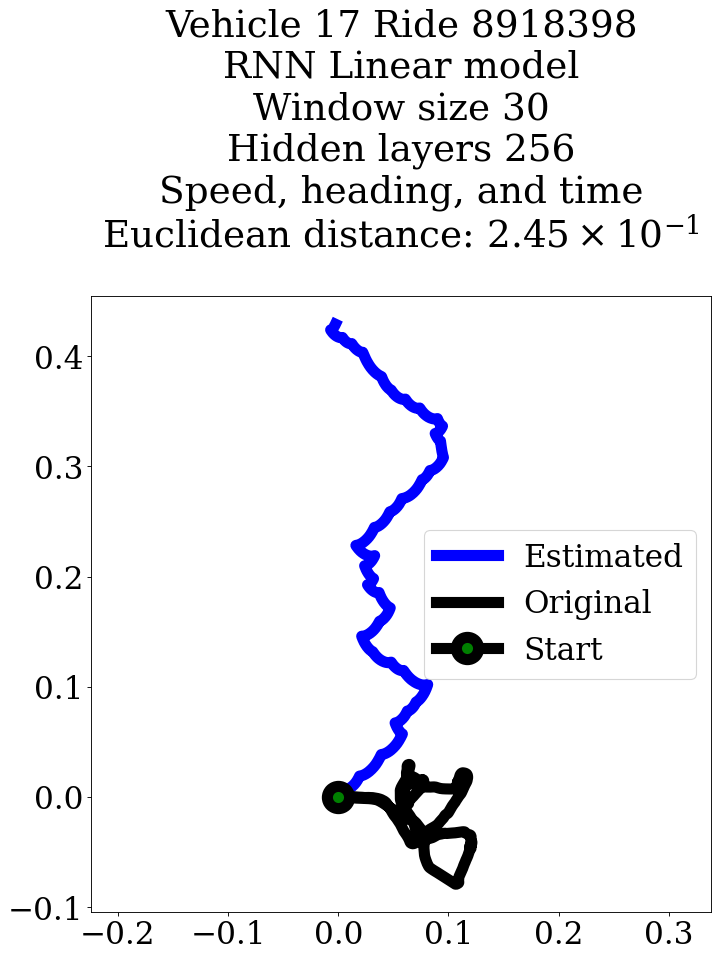 Vehicle 17 Ride 8918398
RNN Linear model
Window size 30
Hidden layers 256
Speed, heading, and time
Euclidean distance: 2.45 × 10⁻¹
0.4
0.3
0.2
0.1
0.0
−0.1
Estimated
Original
Start
−0.2 −0.1 0.0 0.1 0.2 0.3